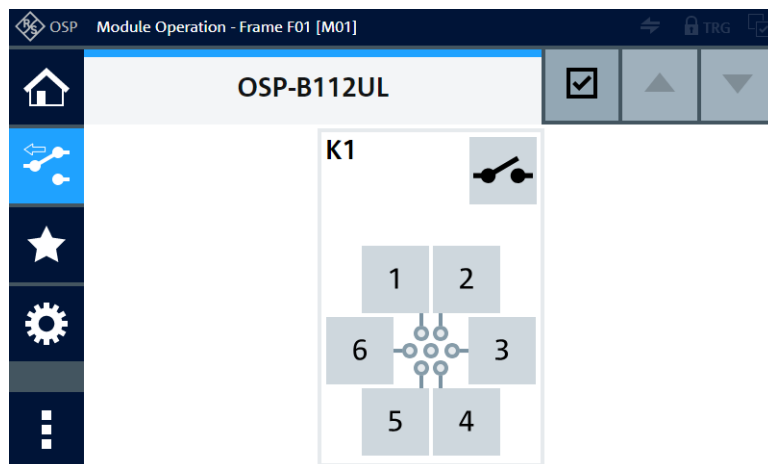 R&S OSP Module Operation - Frame F01 [M01] TRG
OSP-B112UL
K1
1 2
6 3
5 4